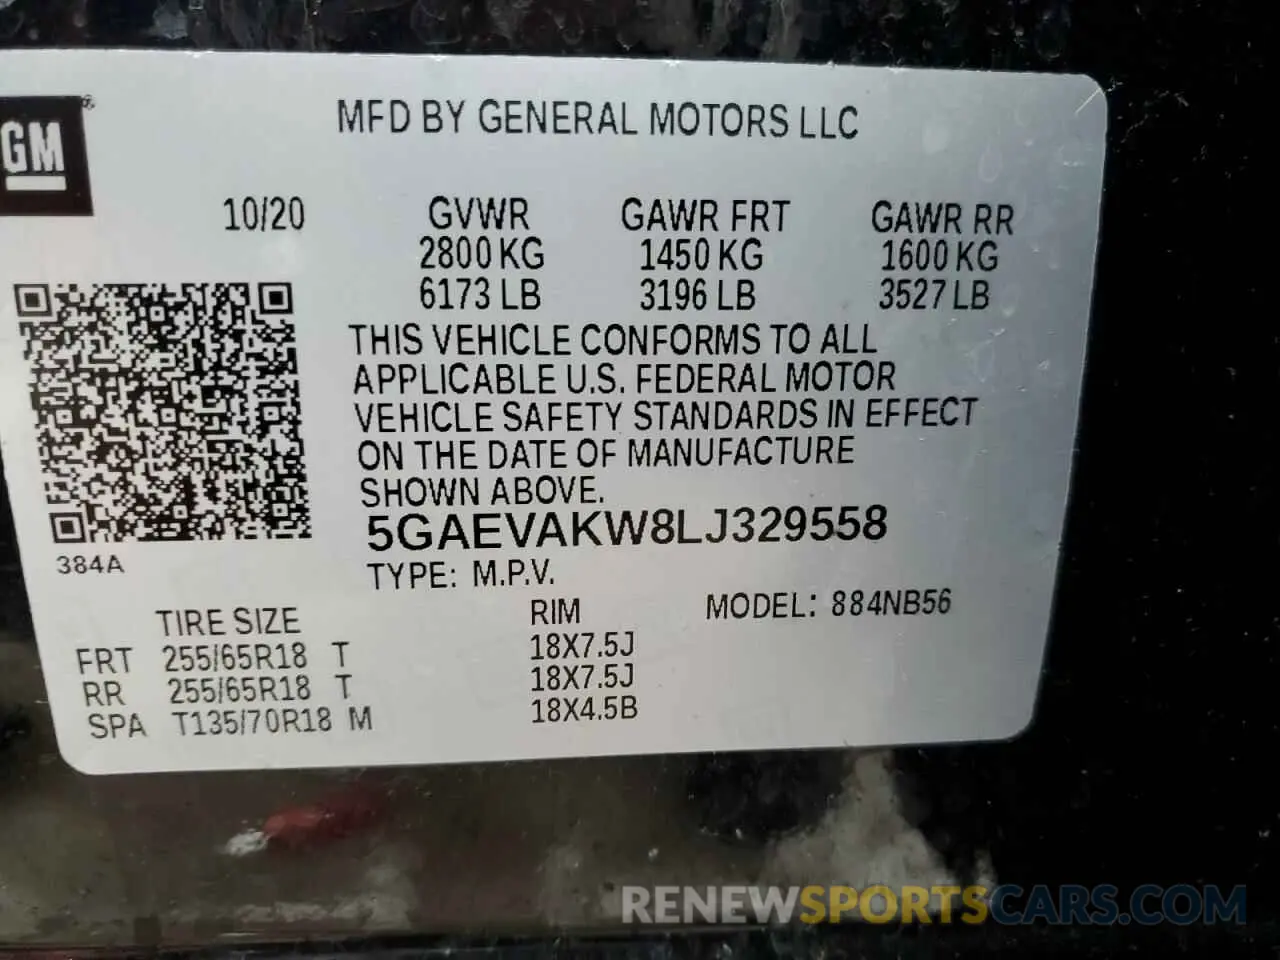 GM®
MFD BY GENERAL MOTORS LLC
10/20 GVWR GAWR FRT GAWR RR
2800 KG 1450 KG 1600 KG
6173 LB 3196 LB 3527 LB
THIS VEHICLE CONFORMS TO ALL
APPLICABLE U.S. FEDERAL MOTOR
VEHICLE SAFETY STANDARDS IN EFFECT
ON THE DATE OF MANUFACTURE
SHOWN ABOVE.
5GAEVAKW8LJ329558
384A
TYPE: M.P.V.
TIRE SIZE RIM MODEL: 884NB56
FRT 255/65R18 T 18X7.5J
RR 255/65R18 T 18X7.5J
SPA T135/70R18 M 18X4.5B
RENEWSPORTSCARS.COM